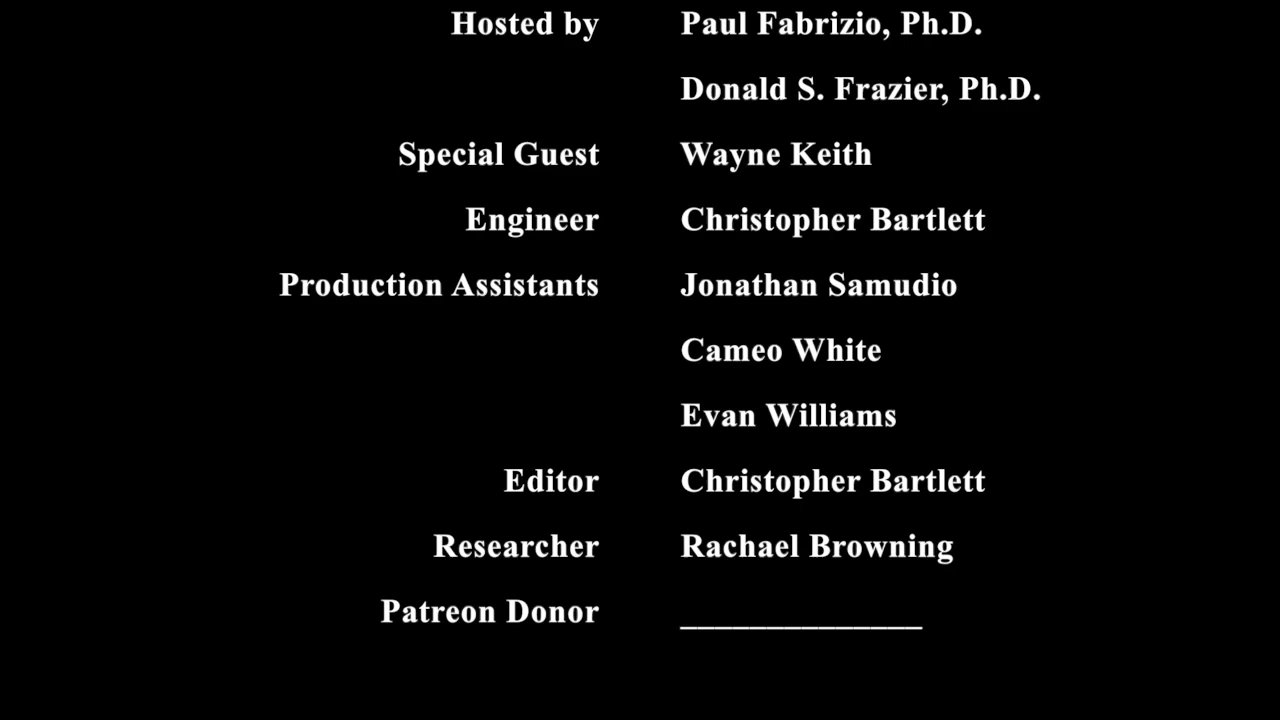 Hosted by Paul Fabrizio, Ph.D.
Donald S. Frazier, Ph.D.
Special Guest Wayne Keith
Engineer Christopher Bartlett
Production Assistants Jonathan Samudio
Cameo White
Evan Williams
Editor Christopher Bartlett
Researcher Rachael Browning
Patreon Donor ______________